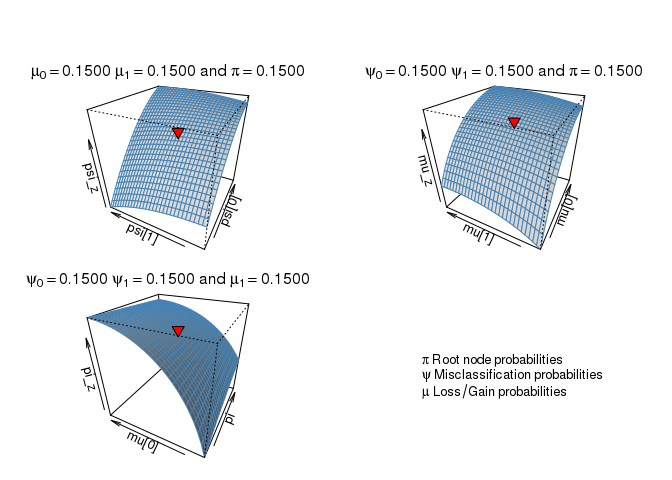 μ₀ = 0.1500 μ₁ = 0.1500 and π = 0.1500
psi_z
psi[1]
psi[0]
ψ₀ = 0.1500 ψ₁ = 0.1500 and π = 0.1500
mu_z
mu[1]
mu[0]
ψ₀ = 0.1500 ψ₁ = 0.1500 and μ₁ = 0.1500
pi_z
mu[0]
pi
π Root node probabilities
ψ Misclassification probabilities
μ Loss/Gain probabilities